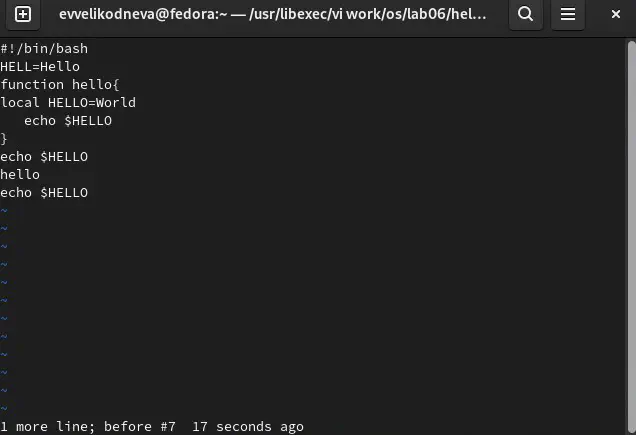 evvelikodneva@fedora:~ — /usr/libexec/vi work/os/lab06/hel…
#!/bin/bash
HELL=Hello
function hello{
local HELLO=World
   echo $HELLO
}
echo $HELLO
hello
echo $HELLO
~
~
~
~
~
~
~
~
~
~
~
~
1 more line; before #7  17 seconds ago